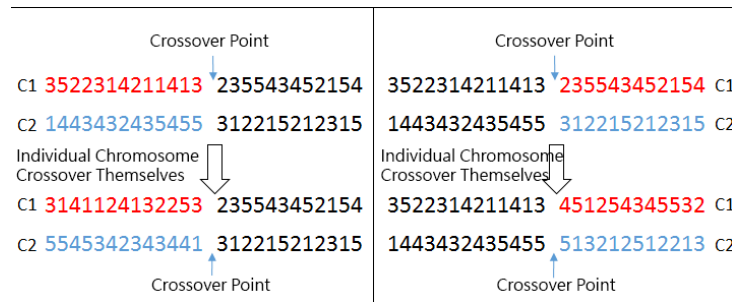 Crossover Point
C1 3522314211413 235543452154
C2 1443432435455 312215212315
Individual Chromosome
Crossover Themselves
C1 3141124132253 235543452154
C2 5545342343441 312215212315
Crossover Point
Crossover Point
3522314211413 235543452154 C1
1443432435455 312215212315 C2
Individual Chromosome
Crossover Themselves
3522314211413 451254345532 C1
1443432435455 513212512213 C2
Crossover Point